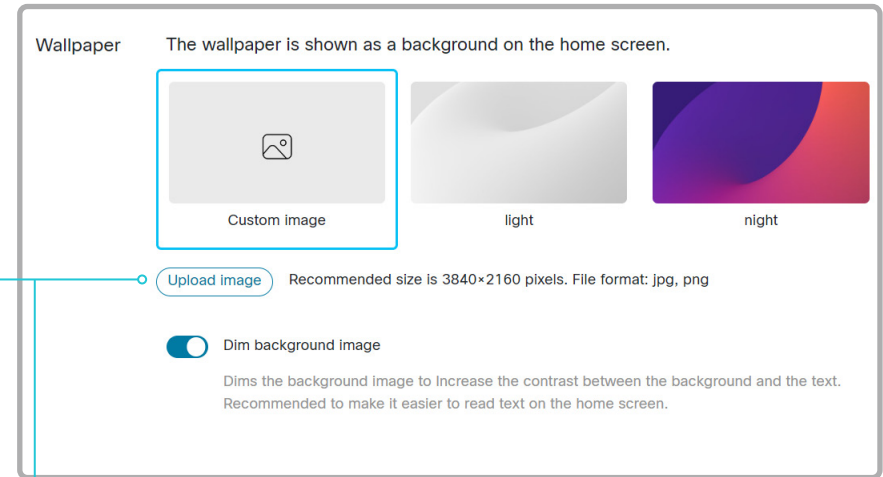 Wallpaper
The wallpaper is shown as a background on the home screen.
Custom image
light
night
Upload image
Recommended size is 3840×2160 pixels. File format: jpg, png
Dim background image
Dims the background image to Increase the contrast between the background and the text.
Recommended to make it easier to read text on the home screen.